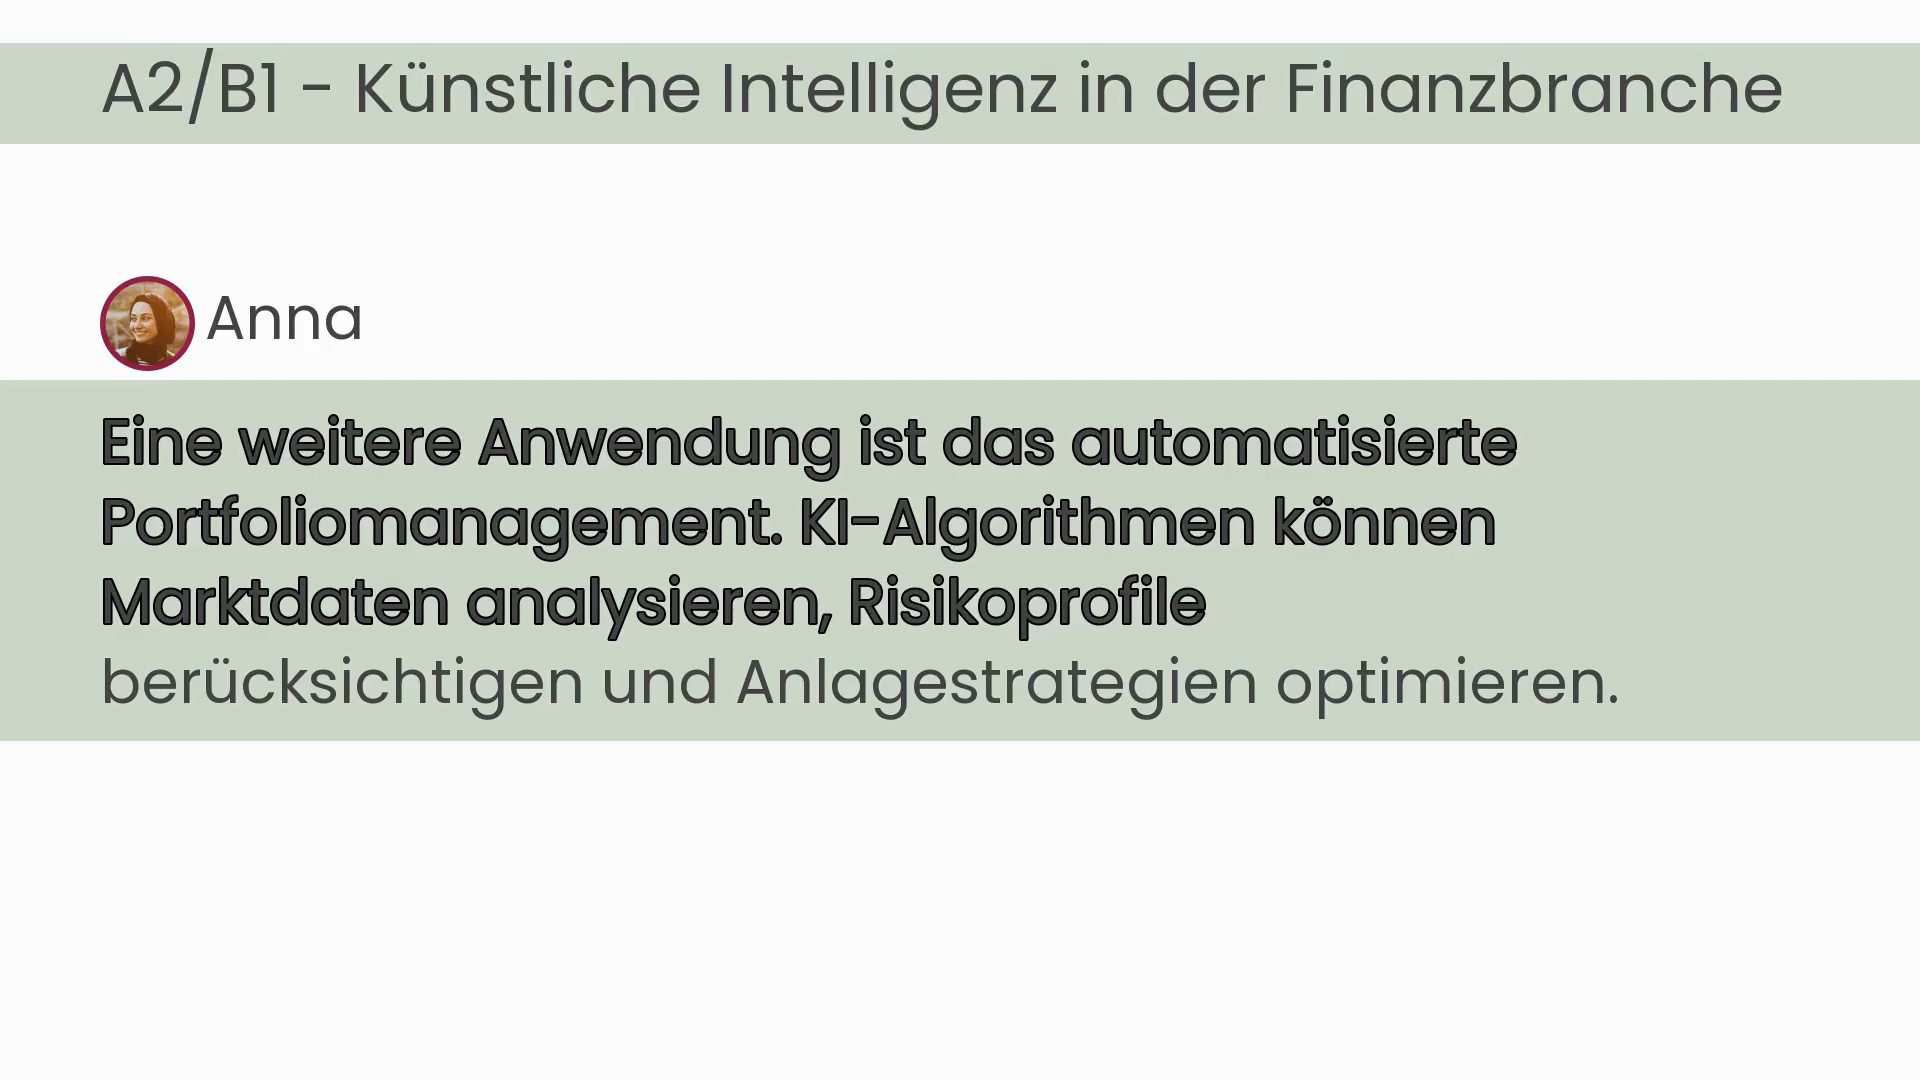 A2/B1 - Künstliche Intelligenz in der Finanzbranche
Anna
Eine weitere Anwendung ist das automatisierte
Portfoliomanagement. KI-Algorithmen können
Marktdaten analysieren, Risikoprofile
berücksichtigen und Anlagestrategien optimieren.